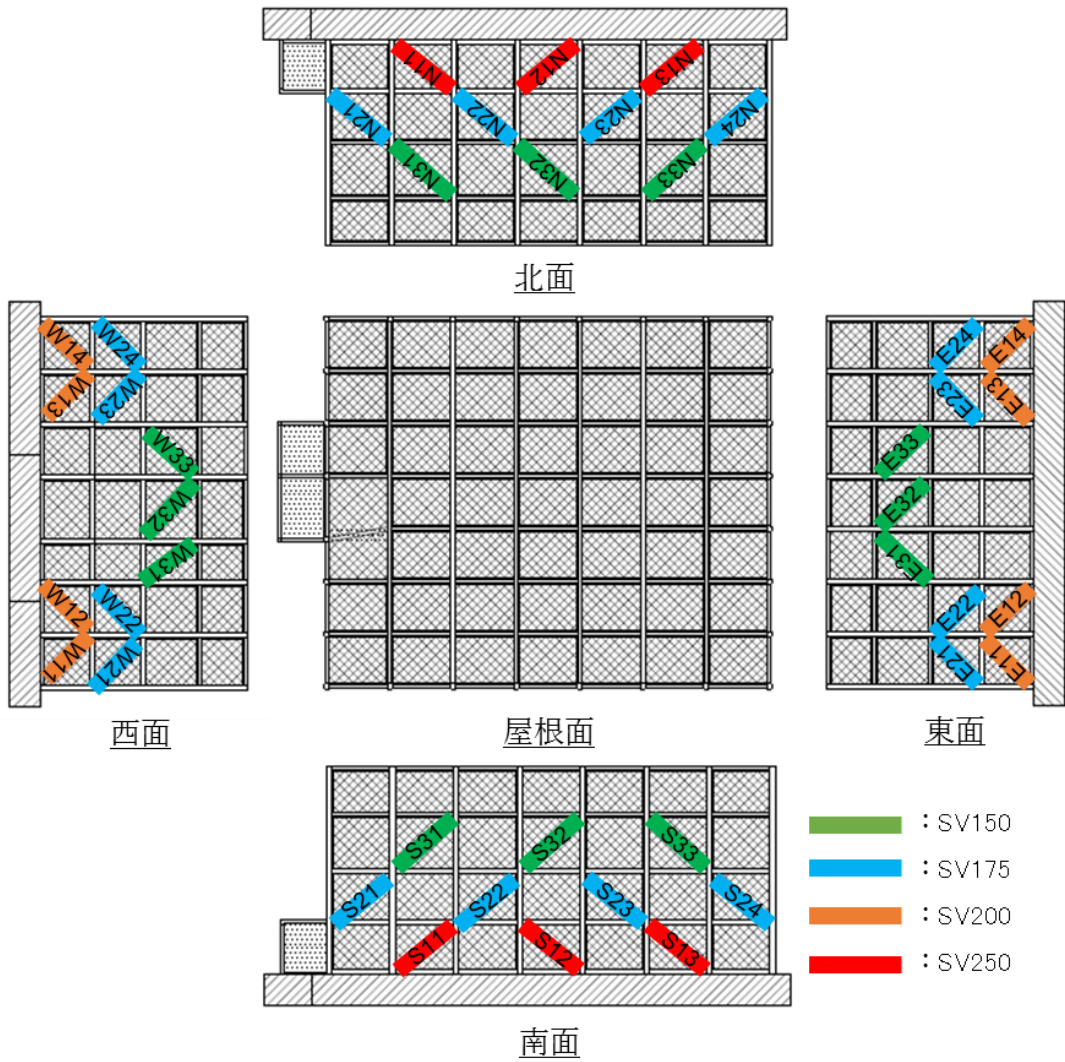 N11
N12
N13
N21
N22
N23
N24
N31
N32
N33
北面
W14
W24
W13
W23
W33
W32
W31
W12
W22
W11
W21
西面
屋根面
E24
E14
E23
E13
E33
E32
E31
E22
E12
E21
E11
東面
S31
S32
S33
S21
S22
S23
S24
S11
S12
S13
南面
：SV150
：SV175
：SV200
：SV250